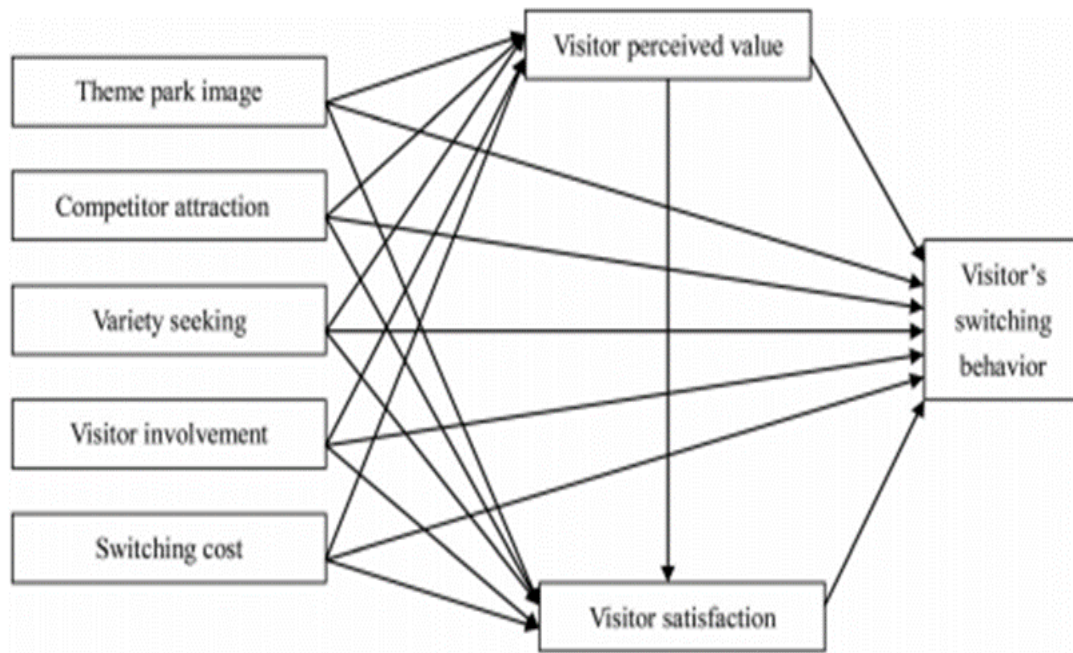 Visitor perceived value
Theme park image
Competitor attraction
Variety seeking
Visitor involvement
Switching cost
Visitor's
switching
behavior
Visitor satisfaction